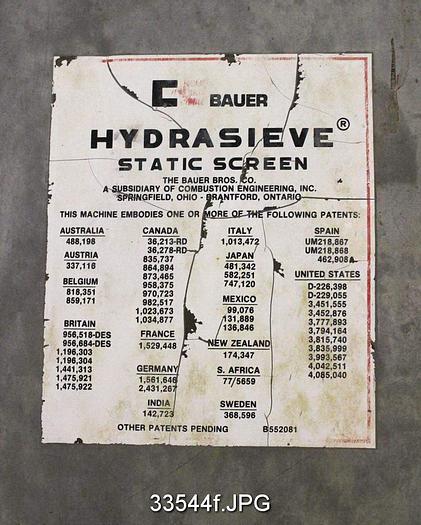 BAUER
HYDRASIEVE®
STATIC SCREEN
THE BAUER BROS. CO.
A SUBSIDIARY OF COMBUSTION ENGINEERING, INC.
SPRINGFIELD, OHIO - BRANTFORD, ONTARIO
THIS MACHINE EMBODIES ONE OR MORE OF THE FOLLOWING PATENTS:
AUSTRALIA
488,198
AUSTRIA
337,116
BELGIUM
818,351
859,171
BRITAIN
956,518-DES
956,684-DES
1,196,303
1,196,304
1,441,313
1,475,921
1,475,922
CANADA
36,213-RD
36,278-RD
835,737
864,894
873,465
958,375
970,723
982,517
1,023,673
1,034,877
FRANCE
1,529,448
GERMANY
1,561,646
2,431,267
INDIA
142,723
ITALY
1,013,472
JAPAN
481,342
582,251
747,120
MEXICO
99,076
131,889
136,846
NEW ZEALAND
174,347
S. AFRICA
77/5659
SWEDEN
368,596
SPAIN
UM218,867
UM218,868
462,908
UNITED STATES
D-226,398
D-229,055
3,451,555
3,452,876
3,777,893
3,794,164
3,815,740
3,835,999
3,993,567
4,042,511
4,085,040
OTHER PATENTS PENDING B552081
33544f.JPG